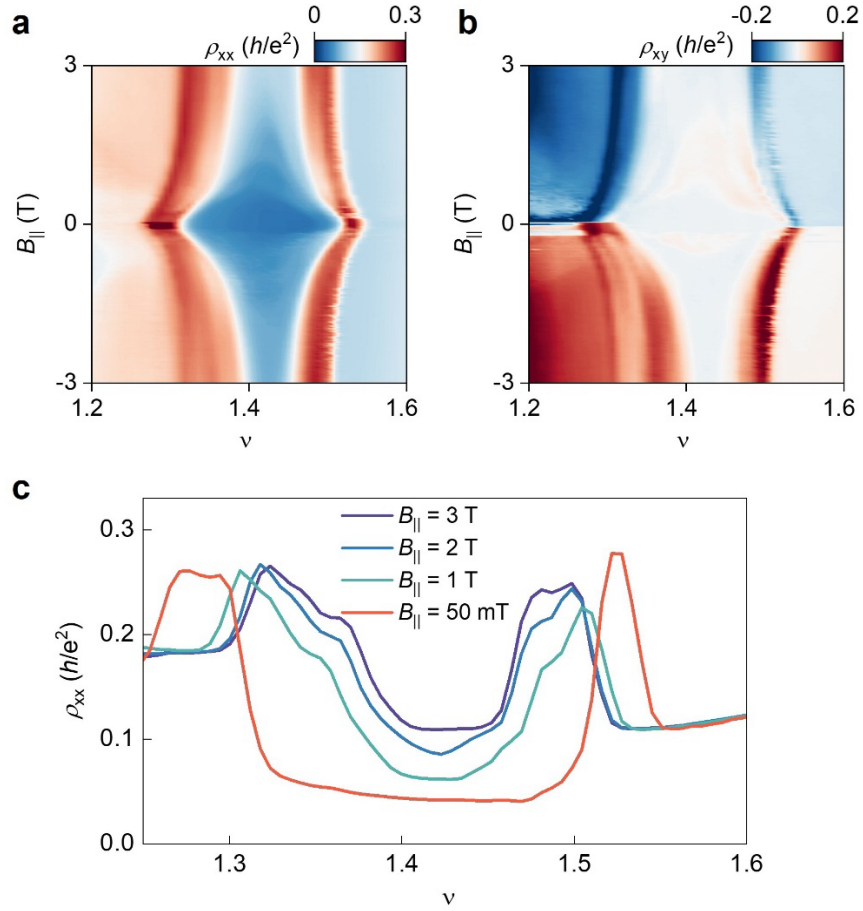 a
0 0.3
ρxx (h/e²)
3
0
-3
B|| (T)
1.2 1.4 1.6
ν
b
-0.2 0.2
ρxy (h/e²)
3
0
-3
B|| (T)
1.2 1.4 1.6
ν
c
B|| = 3 T
B|| = 2 T
B|| = 1 T
B|| = 50 mT
0.3
0.2
0.1
0.0
ρxx (h/e²)
1.3 1.4 1.5 1.6
ν